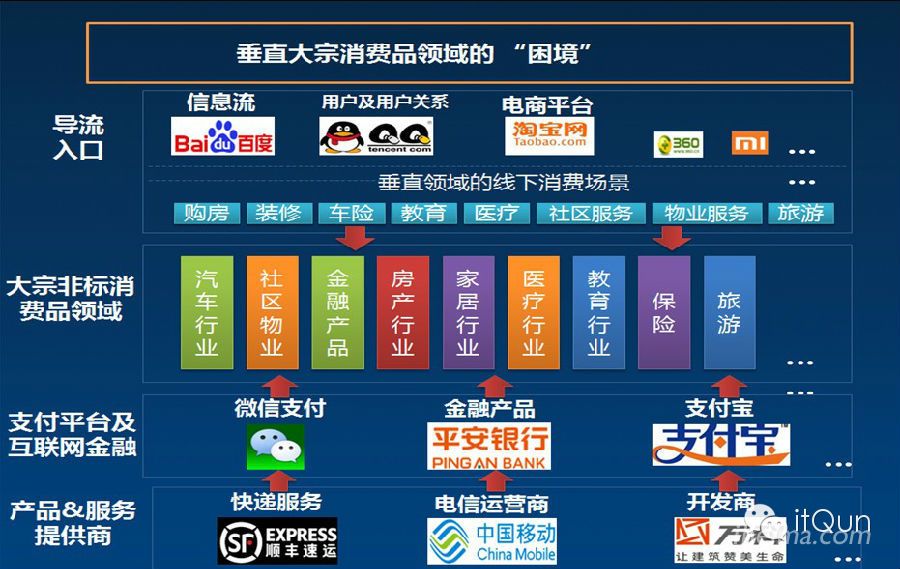 垂直大宗消费品领域的 “困境”
导流
入口
信息流
用户及用户关系
电商平台
Baidu百度
QQ
tencent.com
淘宝网
Taobao.com
360
mi
...
垂直领域的线下消费场景
...
购房
装修
车险
教育
医疗
社区服务
物业服务
旅游
大宗非标消
费品领域
汽车行业
社区物业
金融产品
房产行业
家居行业
医疗行业
教育行业
保险
旅游
...
...
支付平台及
互联网金融
微信支付
金融产品
支付宝
平安银行
PINGAN BANK
支付宝
...
产品&服务
提供商
快递服务
电信运营商
开发商
SF EXPRESS
顺丰速运
中国移动
China Mobile
万科
让建筑赞美生命
itQun
...